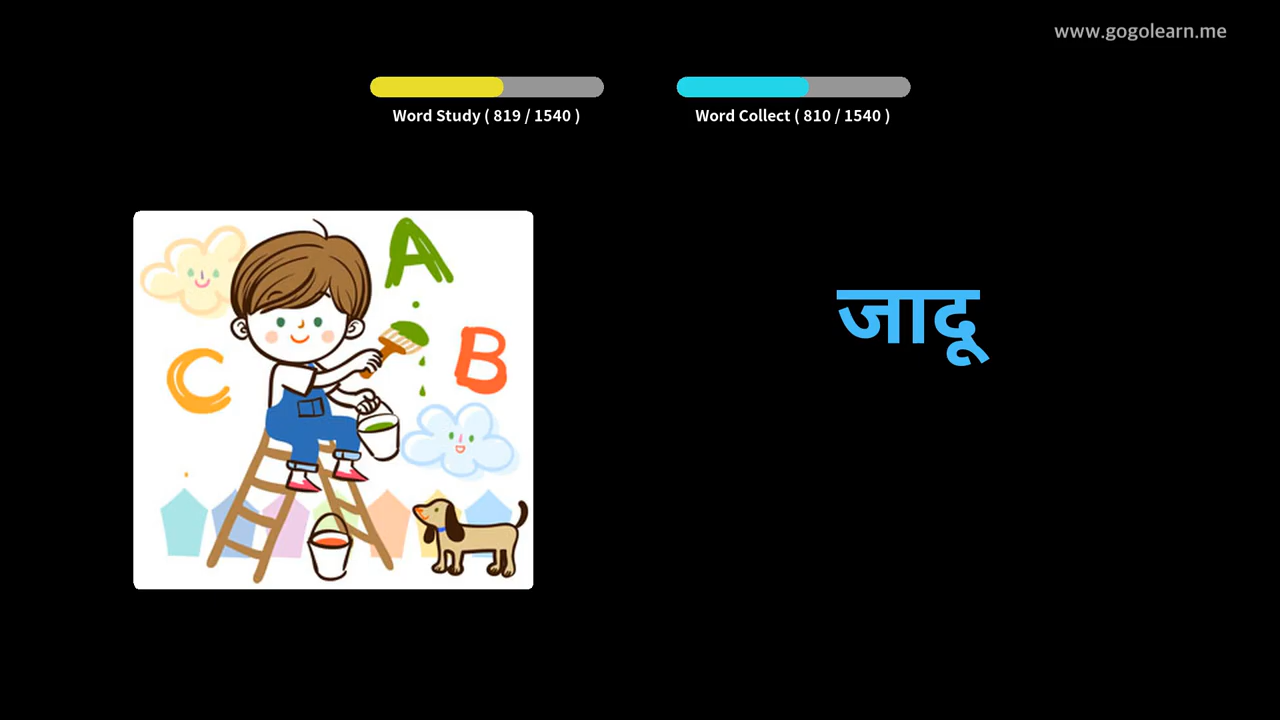 www.gogolearn.me
Word Study ( 819 / 1540 )
Word Collect ( 810 / 1540 )
A
B
C
जादू